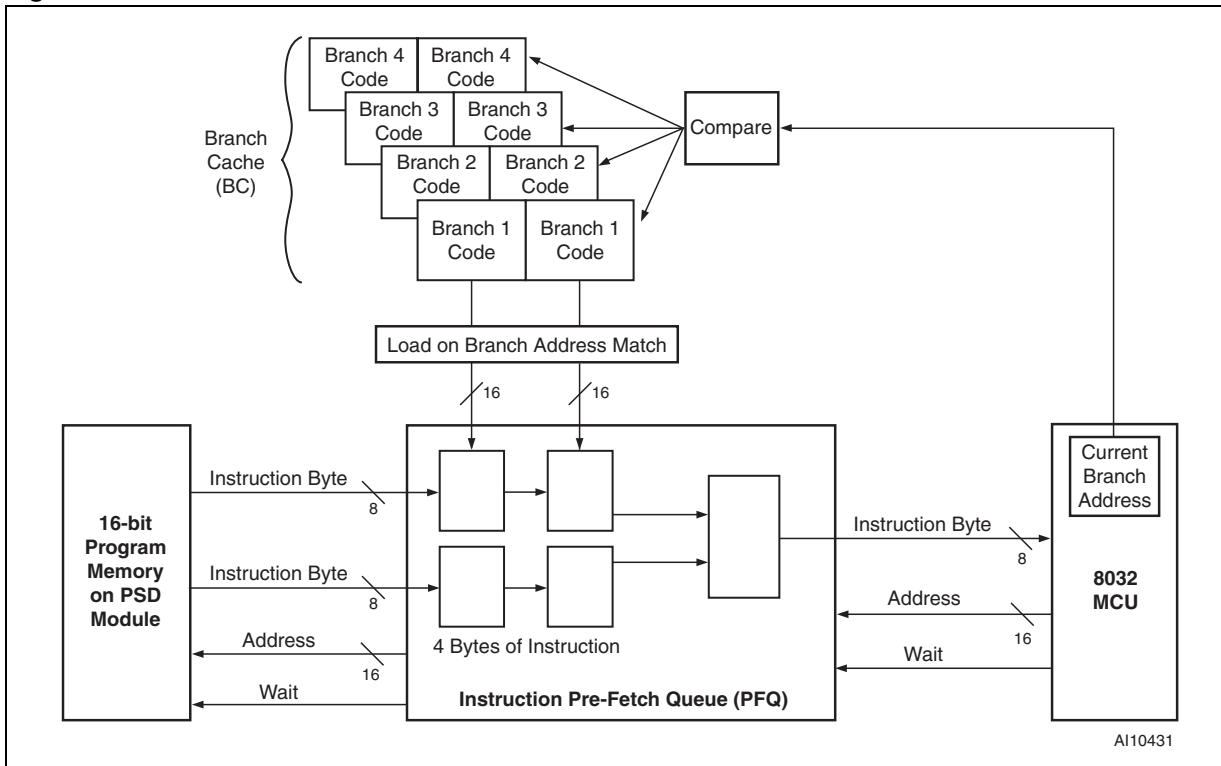 Branch 4
Code
Branch 4
Code
Branch 3
Code
Branch 3
Code
Branch 2
Code
Branch 2
Code
Branch 1
Code
Branch 1
Code
Branch
Cache
(BC)
Compare
Load on Branch Address Match
16
16
16-bit
Program
Memory
on PSD
Module
Instruction Byte
8
Instruction Byte
8
Address
16
Wait
4 Bytes of Instruction
Instruction Pre-Fetch Queue (PFQ)
Instruction Byte
8
Address
16
Wait
Current
Branch
Address
8032
MCU
AI10431